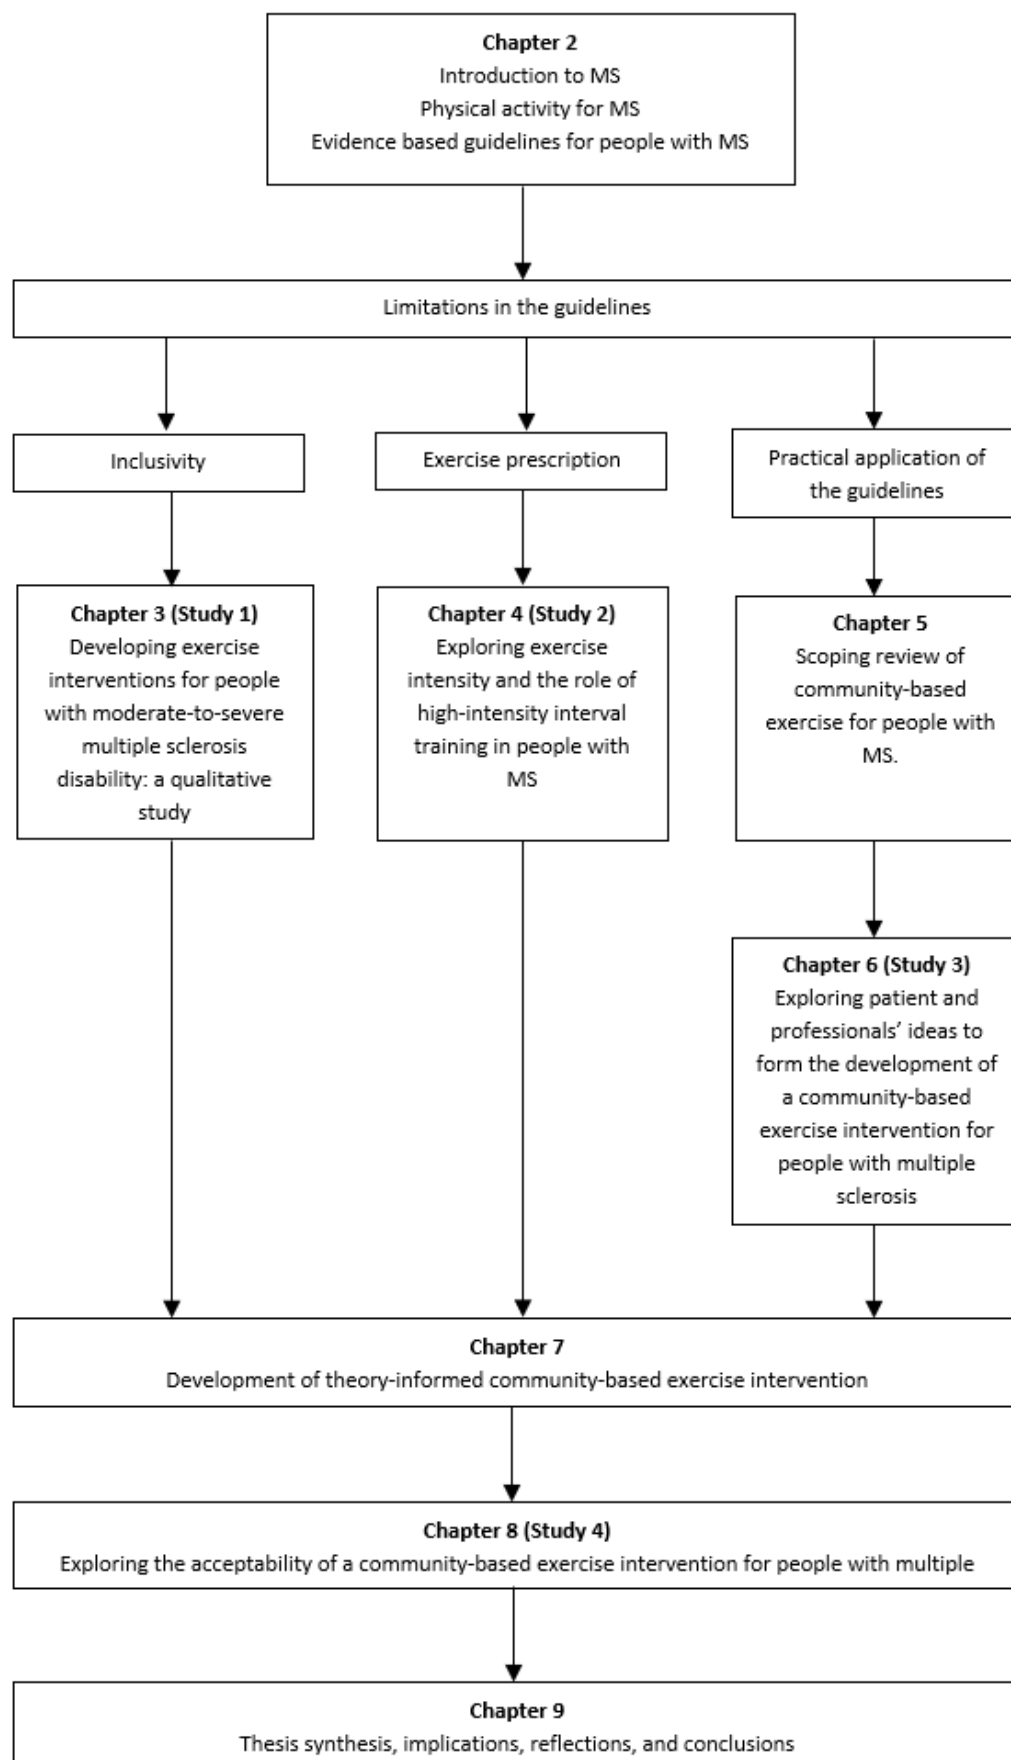 Chapter 2
Introduction to MS
Physical activity for MS
Evidence based guidelines for people with MS
Limitations in the guidelines
Inclusivity
Exercise prescription
Practical application of
the guidelines
Chapter 3 (Study 1)
Developing exercise
interventions for people
with moderate-to-severe
multiple sclerosis
disability: a qualitative
study
Chapter 4 (Study 2)
Exploring exercise
intensity and the role of
high-intensity interval
training in people with
MS
Chapter 5
Scoping review of
community-based
exercise for people with
MS.
Chapter 6 (Study 3)
Exploring patient and
professionals’ ideas to
form the development of
a community-based
exercise intervention for
people with multiple
sclerosis
Chapter 7
Development of theory-informed community-based exercise intervention
Chapter 8 (Study 4)
Exploring the acceptability of a community-based exercise intervention for people with multiple
Chapter 9
Thesis synthesis, implications, reflections, and conclusions